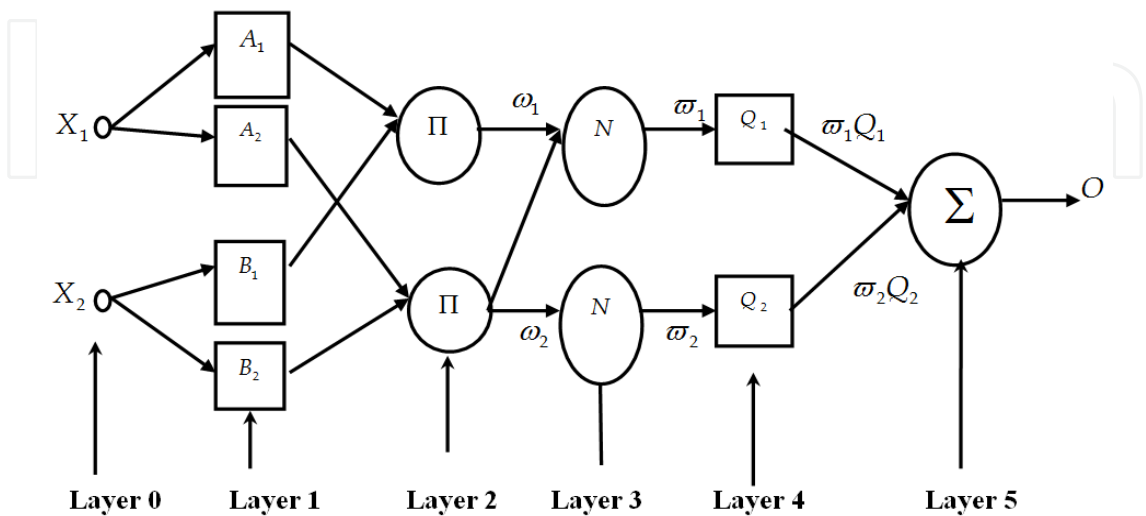 A₁
X₁
A₂
Π
ω₁
N
ϖ₁
Q₁
ϖ₁Q₁
Σ
O
X₂
B₁
B₂
Π
ω₂
N
ϖ₂
Q₂
ϖ₂Q₂
Layer 0
Layer 1
Layer 2
Layer 3
Layer 4
Layer 5